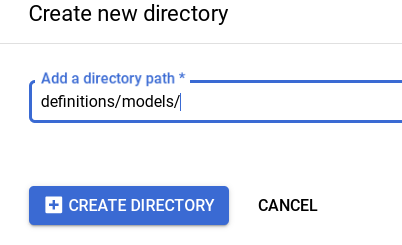 Create new directory
Add a directory path *
definitions/models/
CREATE DIRECTORY CANCEL